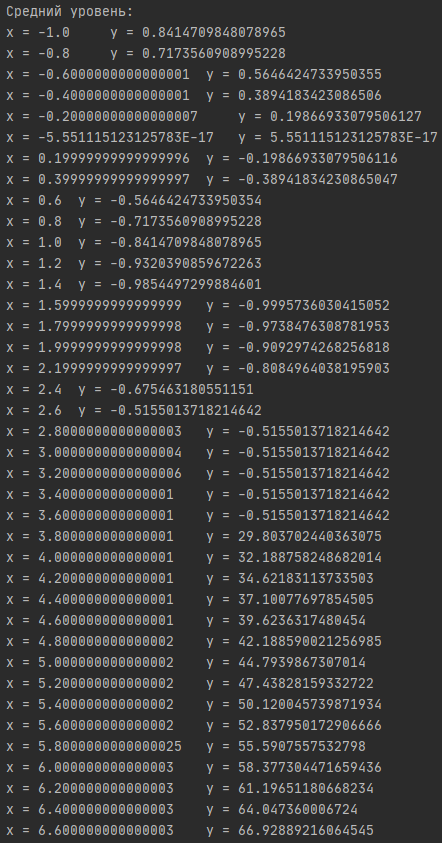 Средний уровень:
x = -1.0     y = 0.8414709848078965
x = -0.8     y = 0.7173560908995228
x = -0.6000000000000001  y = 0.5646424733950355
x = -0.4000000000000001  y = 0.3894183423086506
x = -0.20000000000000007     y = 0.19866933079506127
x = -5.551115123125783E-17    y = 5.551115123125783E-17
x = 0.19999999999999996  y = -0.19866933079506116
x = 0.39999999999999997  y = -0.38941834230865047
x = 0.6  y = -0.5646424733950354
x = 0.8  y = -0.7173560908995228
x = 1.0  y = -0.8414709848078965
x = 1.2  y = -0.9320390859672263
x = 1.4  y = -0.9854497299884601
x = 1.5999999999999999   y = -0.9995736030415052
x = 1.7999999999999998   y = -0.9738476308781953
x = 1.9999999999999998   y = -0.9092974268256818
x = 2.1999999999999997   y = -0.8084964038195903
x = 2.4  y = -0.675463180551151
x = 2.6  y = -0.5155013718214642
x = 2.8000000000000003   y = -0.5155013718214642
x = 3.0000000000000004   y = -0.5155013718214642
x = 3.2000000000000006   y = -0.5155013718214642
x = 3.400000000000001    y = -0.5155013718214642
x = 3.600000000000001    y = -0.5155013718214642
x = 3.800000000000001    y = 29.803702440363075
x = 4.000000000000001    y = 32.188758248682014
x = 4.200000000000001    y = 34.62183113733503
x = 4.400000000000001    y = 37.10077697854505
x = 4.600000000000001    y = 39.6236317480454
x = 4.800000000000002    y = 42.188590021256985
x = 5.000000000000002    y = 44.7939867307014
x = 5.200000000000002    y = 47.43828159332722
x = 5.400000000000002    y = 50.120045739871934
x = 5.600000000000002    y = 52.837950172906666
x = 5.8000000000000025   y = 55.5907557532798
x = 6.000000000000003    y = 58.377304471659436
x = 6.200000000000003    y = 61.19651180668234
x = 6.400000000000003    y = 64.047360006724
x = 6.600000000000003    y = 66.92889216064545